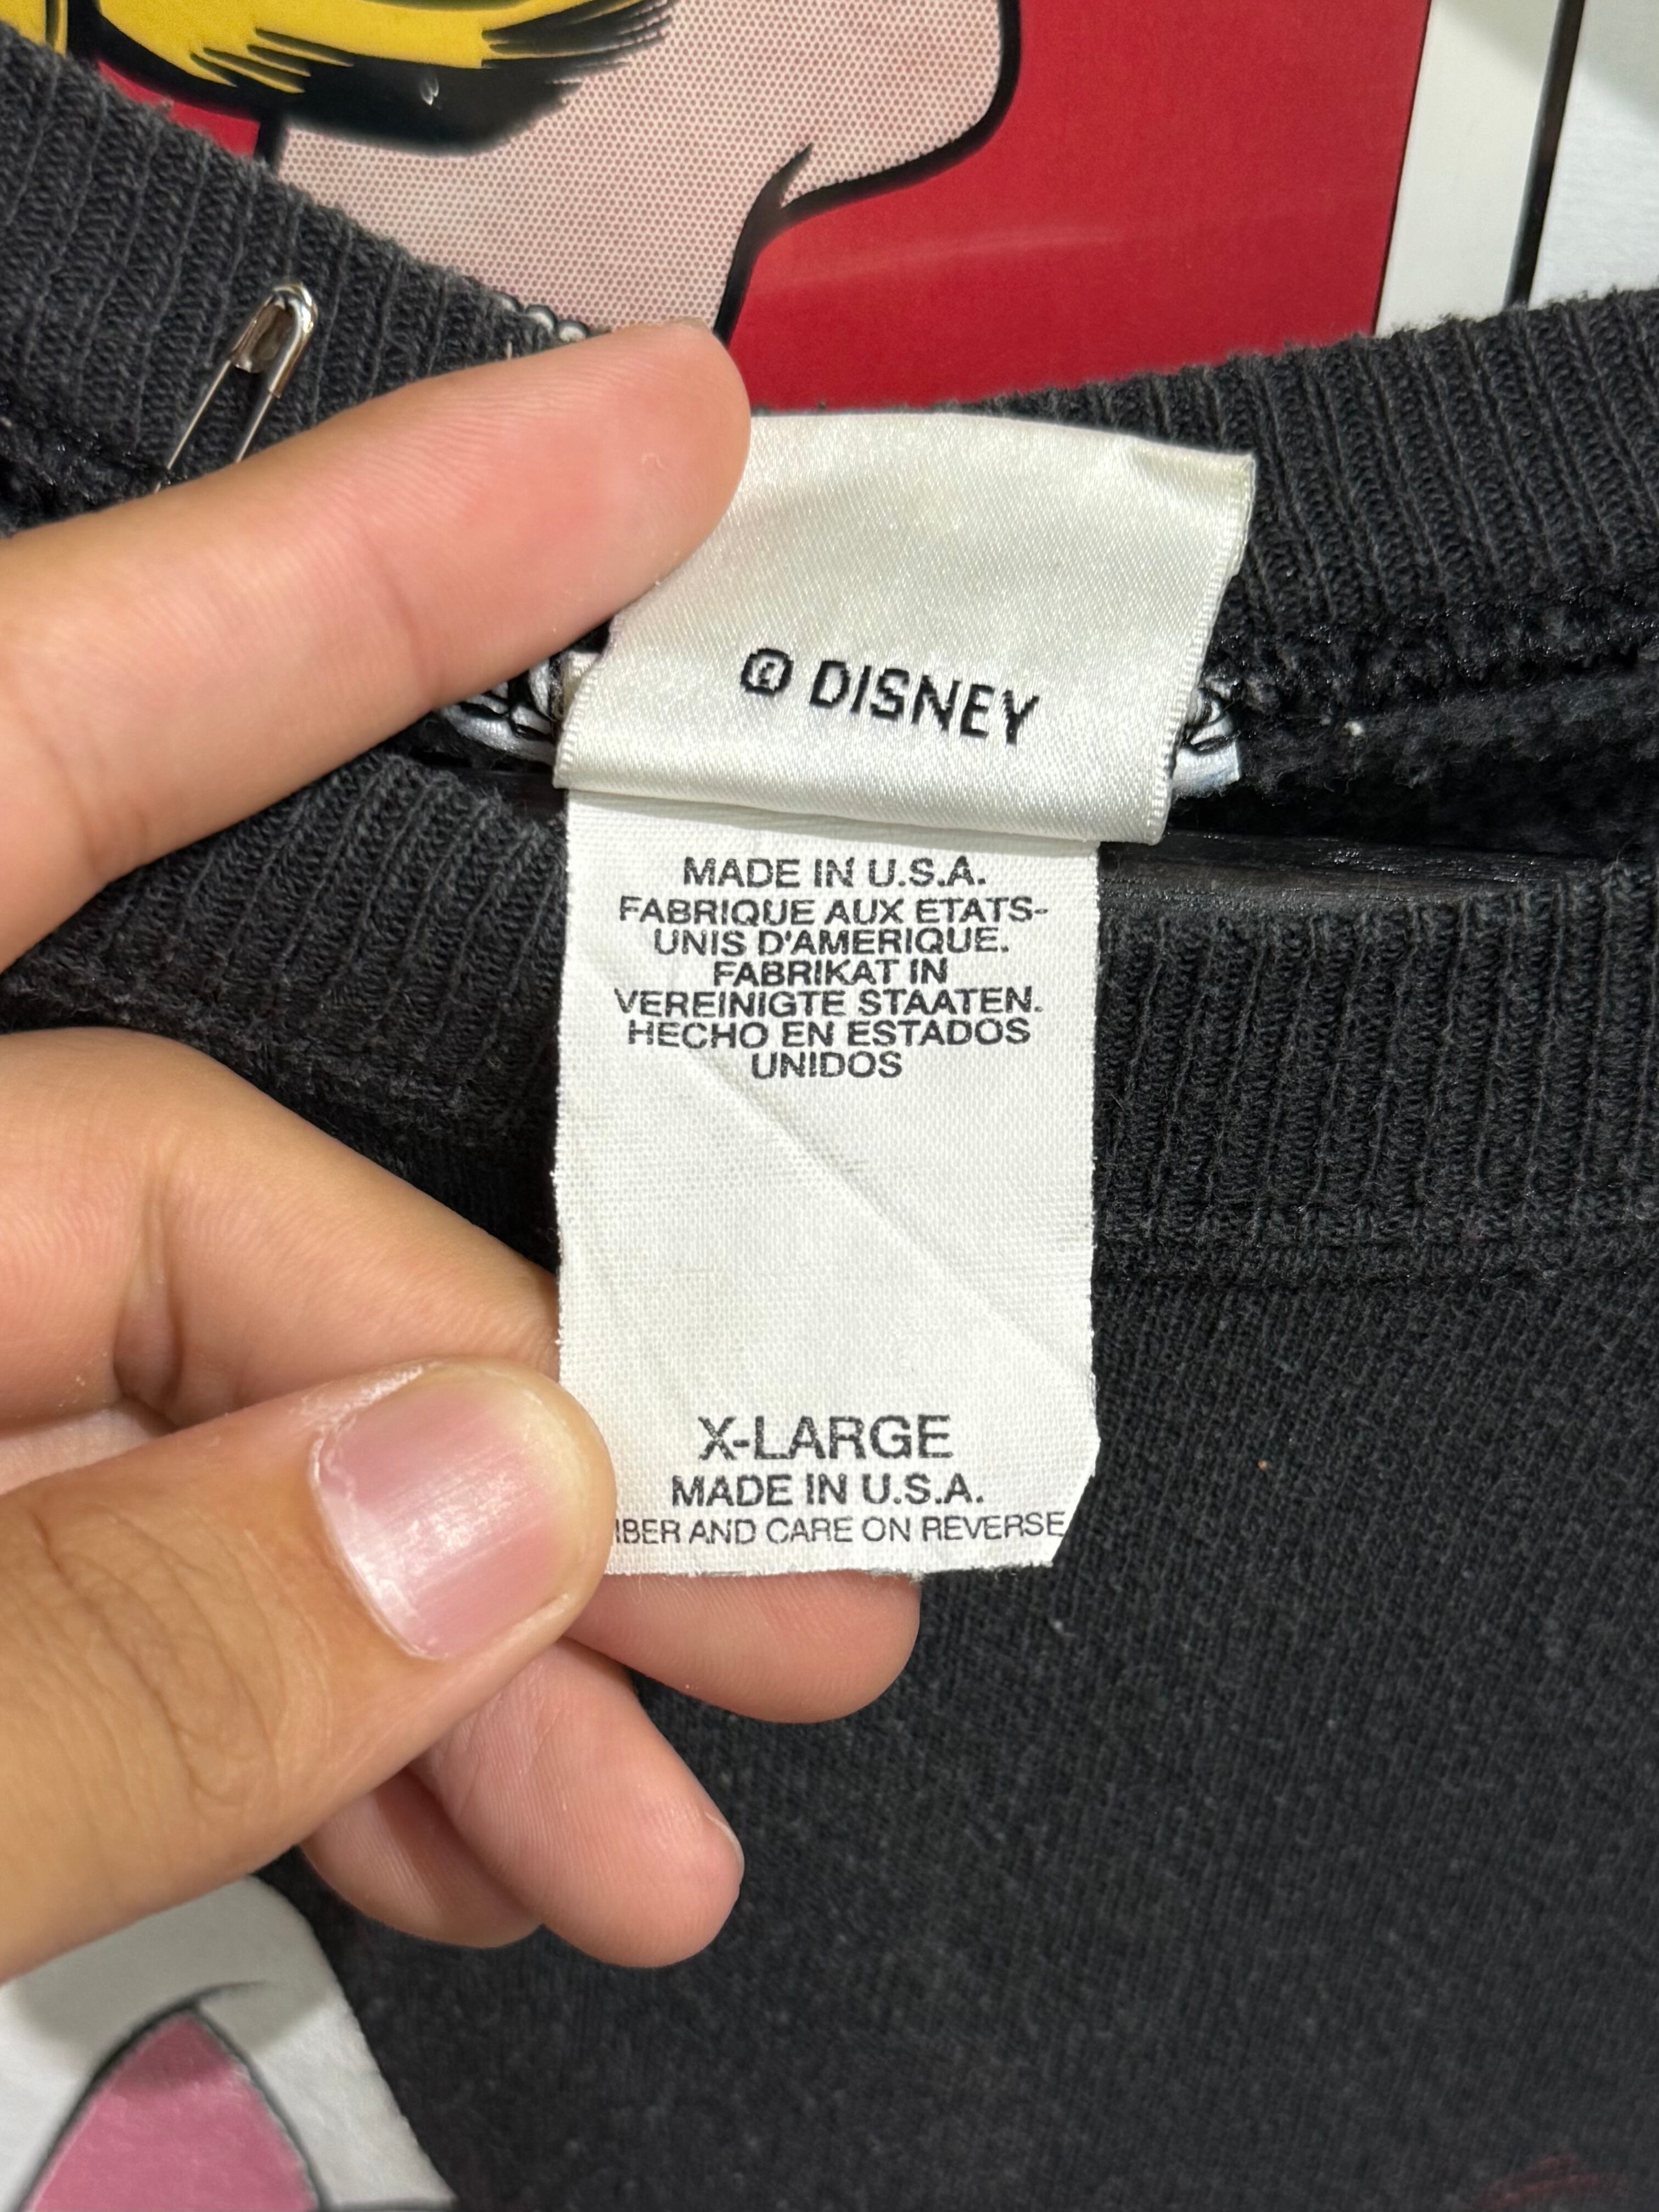 © DISNEY
MADE IN U.S.A.
FABRIQUE AUX ETATS-
UNIS D'AMERIQUE.
FABRIKAT IN
VEREINIGTE STAATEN.
HECHO EN ESTADOS
UNIDOS
X-LARGE
MADE IN U.S.A.
AND CARE ON REVERSE